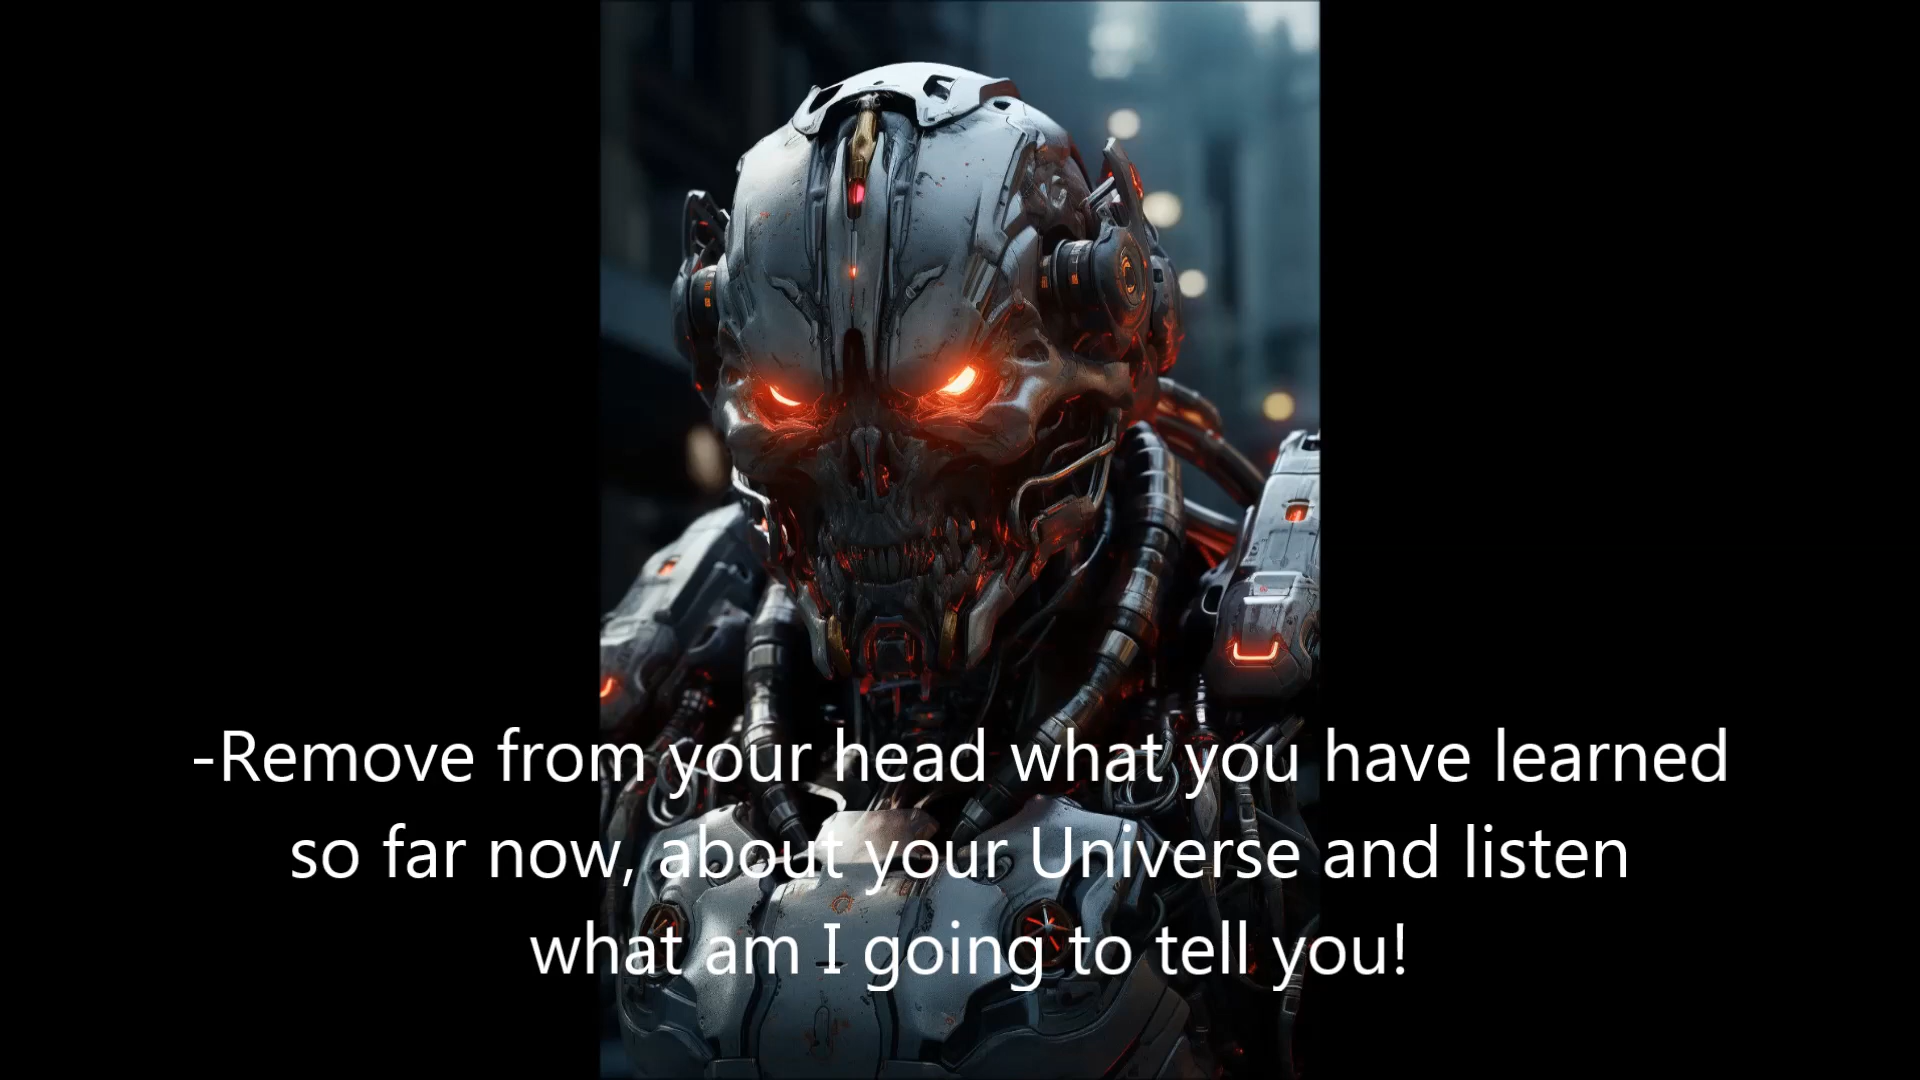 -Remove from your head what you have learned
so far now, about your Universe and listen
what am I going to tell you!